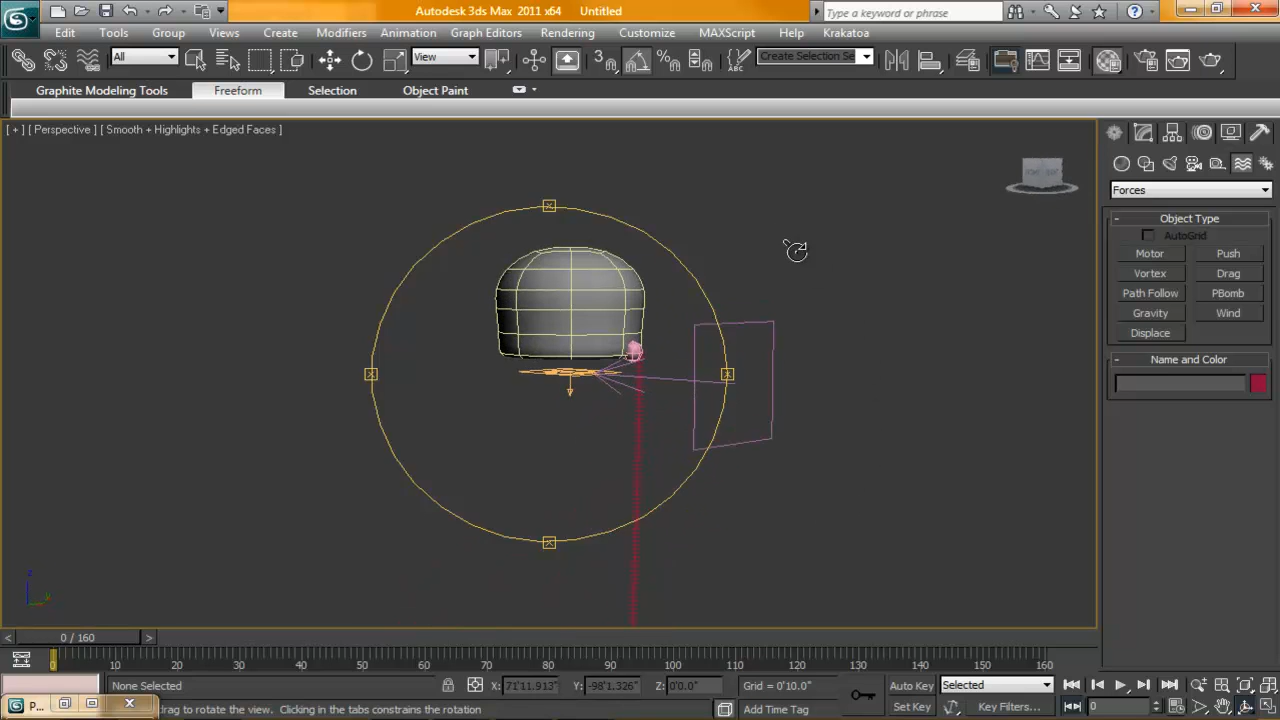 Autodesk 3ds Max 2011 x64 Untitled
Type a keyword or phrase
Edit Tools Group Views Create Modifiers Animation Graph Editors Rendering Customize MAXScript Help Krakatoa
All View 3 Create Selection Se
Graphite Modeling Tools Freeform Selection Object Paint
[ + ] [ Perspective ] [ Smooth + Highlights + Edged Faces ]
Forces
- Object Type
AutoGrid
Motor Push
Vortex Drag
Path Follow PBomb
Gravity Wind
Displace
- Name and Color
z
< 0 / 160 >
0 10 20 30 40 50 60 70 80 90 100 110 120 130 140 150 160
None Selected X: 71'11.913" Y: -98'1.326" Z: 0'0.0" Grid = 0'10.0" Auto Key Selected
P... drag to rotate the view. Clicking in the tabs constrains the rotation Add Time Tag Set Key Key Filters... 0